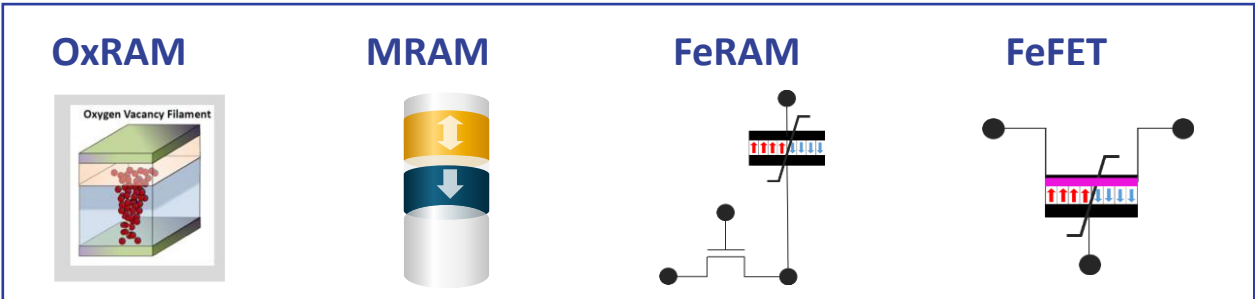 OxRAM
MRAM
FeRAM
FeFET
Oxygen Vacancy Filament